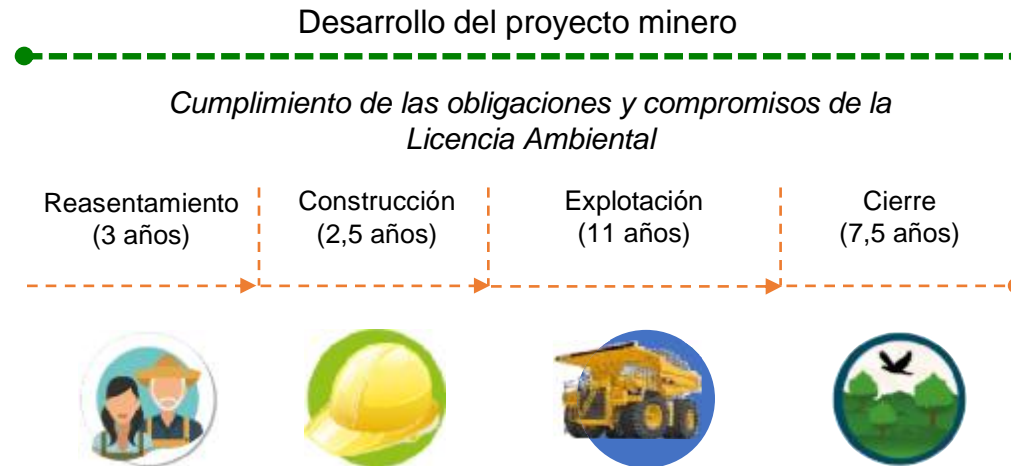 Desarrollo del proyecto minero
Cumplimiento de las obligaciones y compromisos de la
Licencia Ambiental
Reasentamiento
(3 años)
Construcción
(2,5 años)
Explotación
(11 años)
Cierre
(7,5 años)